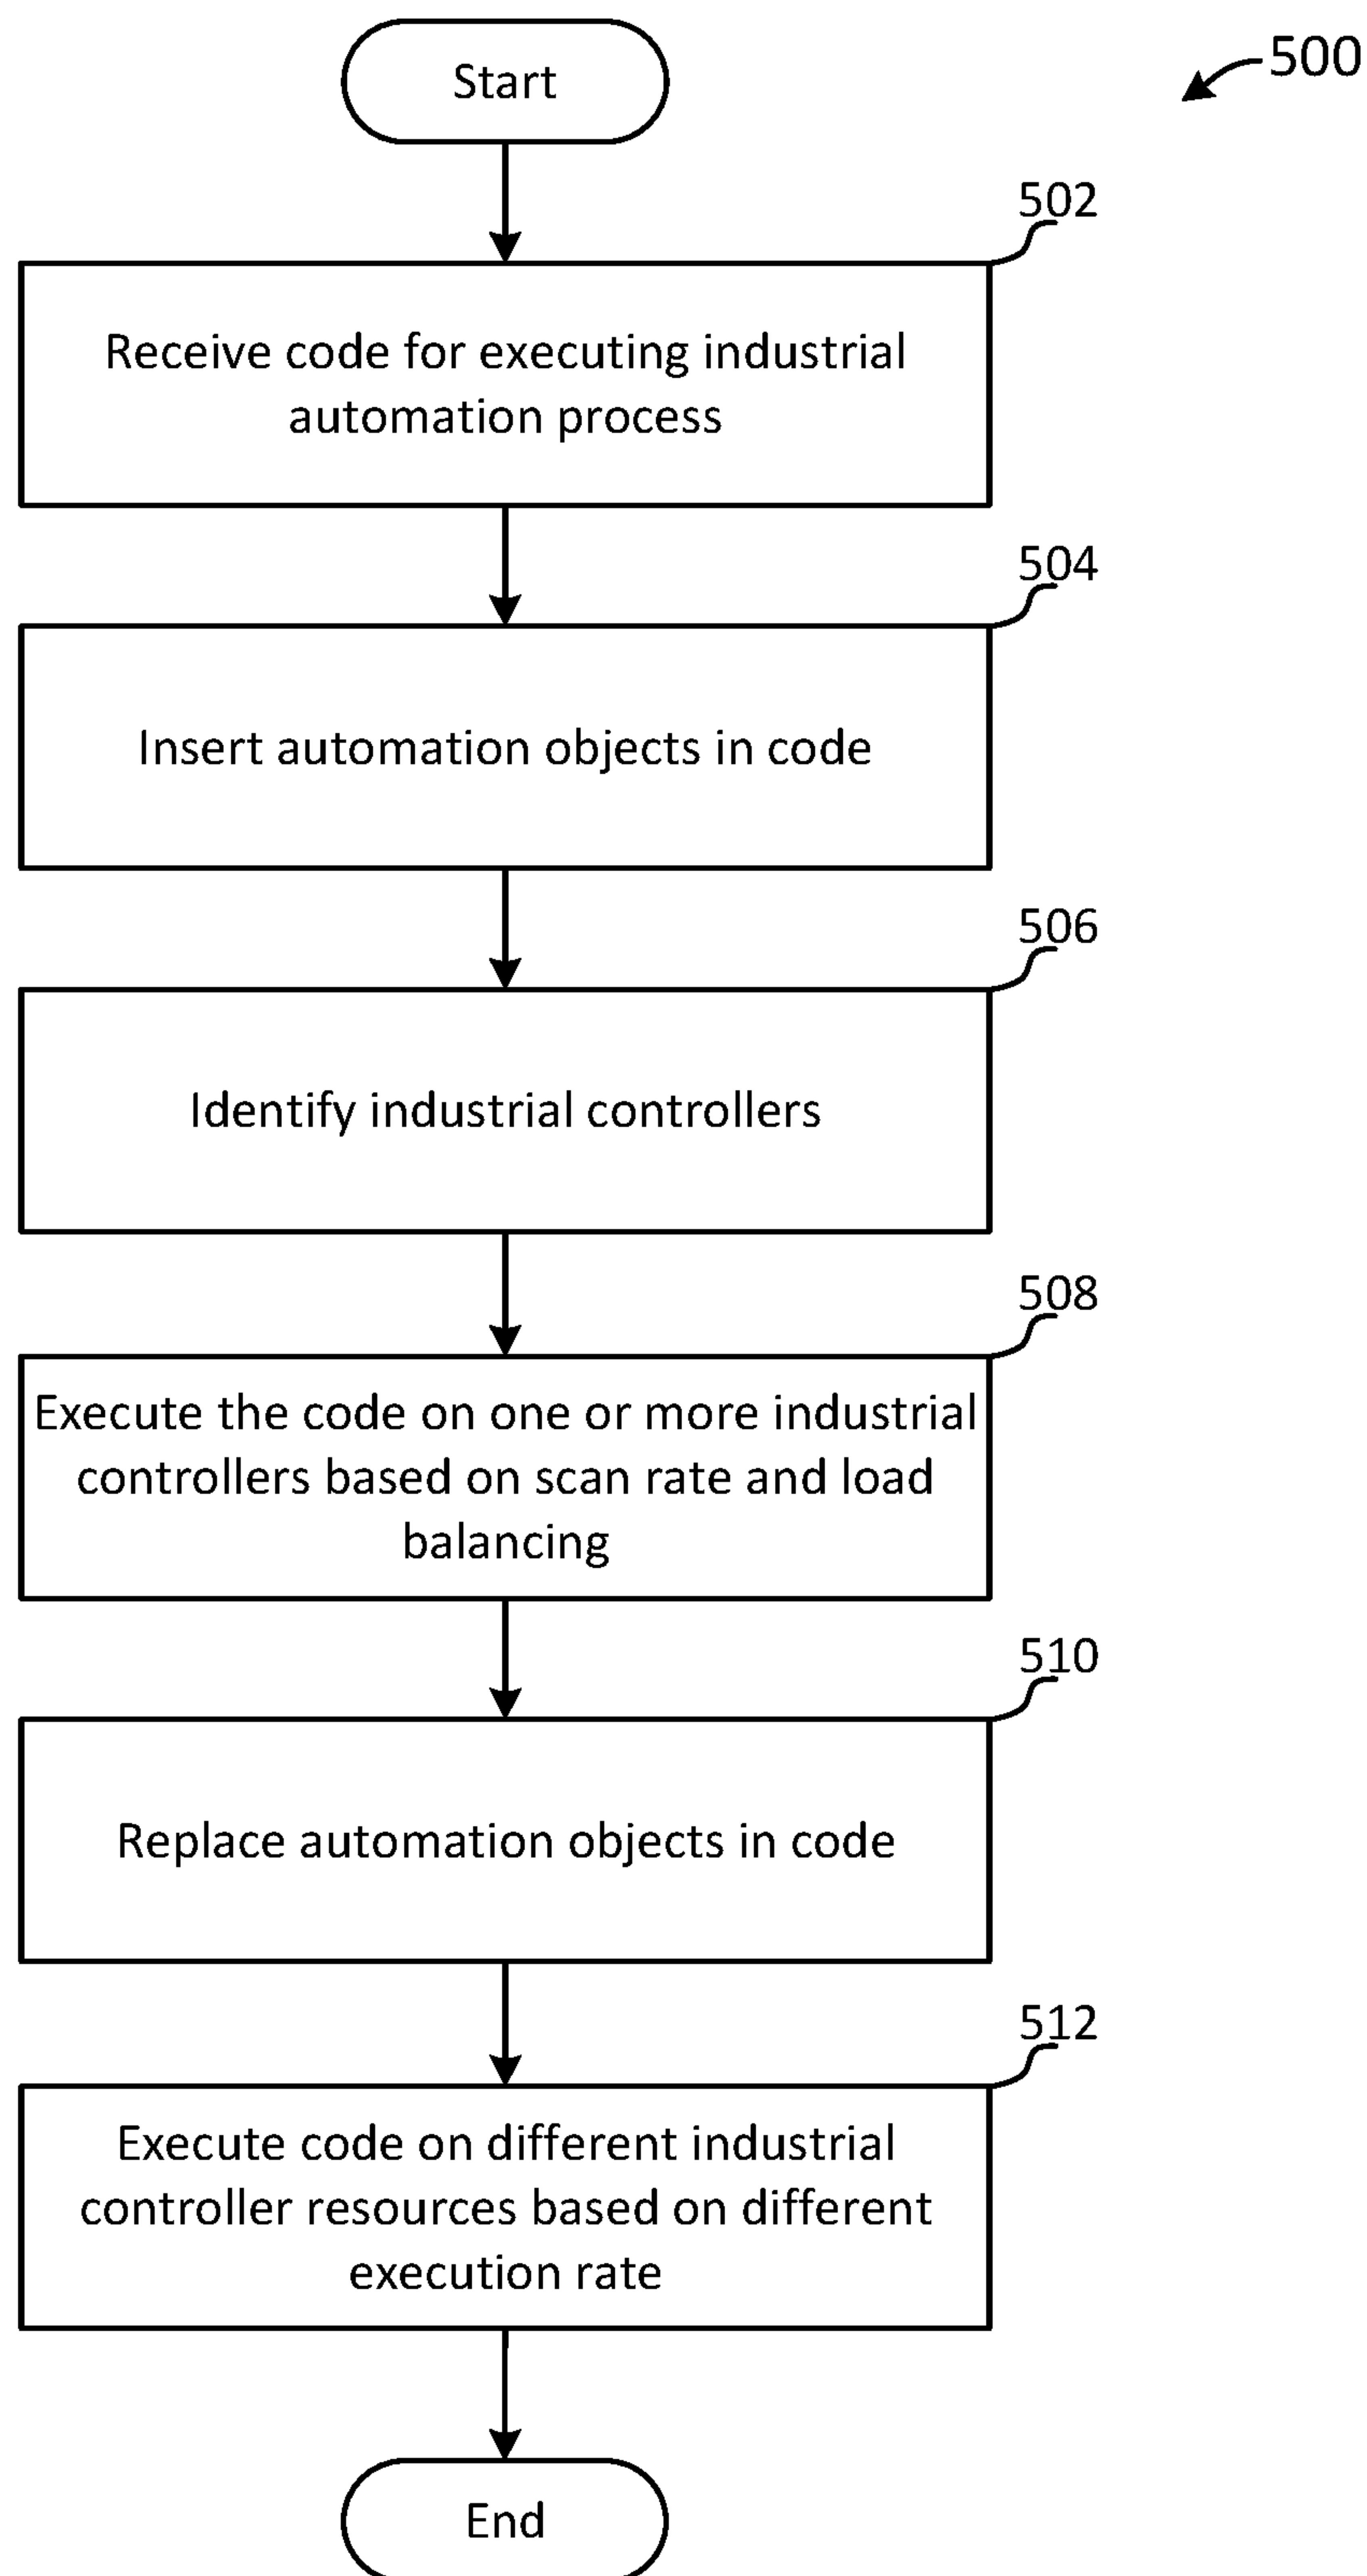 Start
500
502
Receive code for executing industrial
automation process
504
Insert automation objects in code
506
Identify industrial controllers
508
Execute the code on one or more industrial
controllers based on scan rate and load
balancing
510
Replace automation objects in code
512
Execute code on different industrial
controller resources based on different
execution rate
End